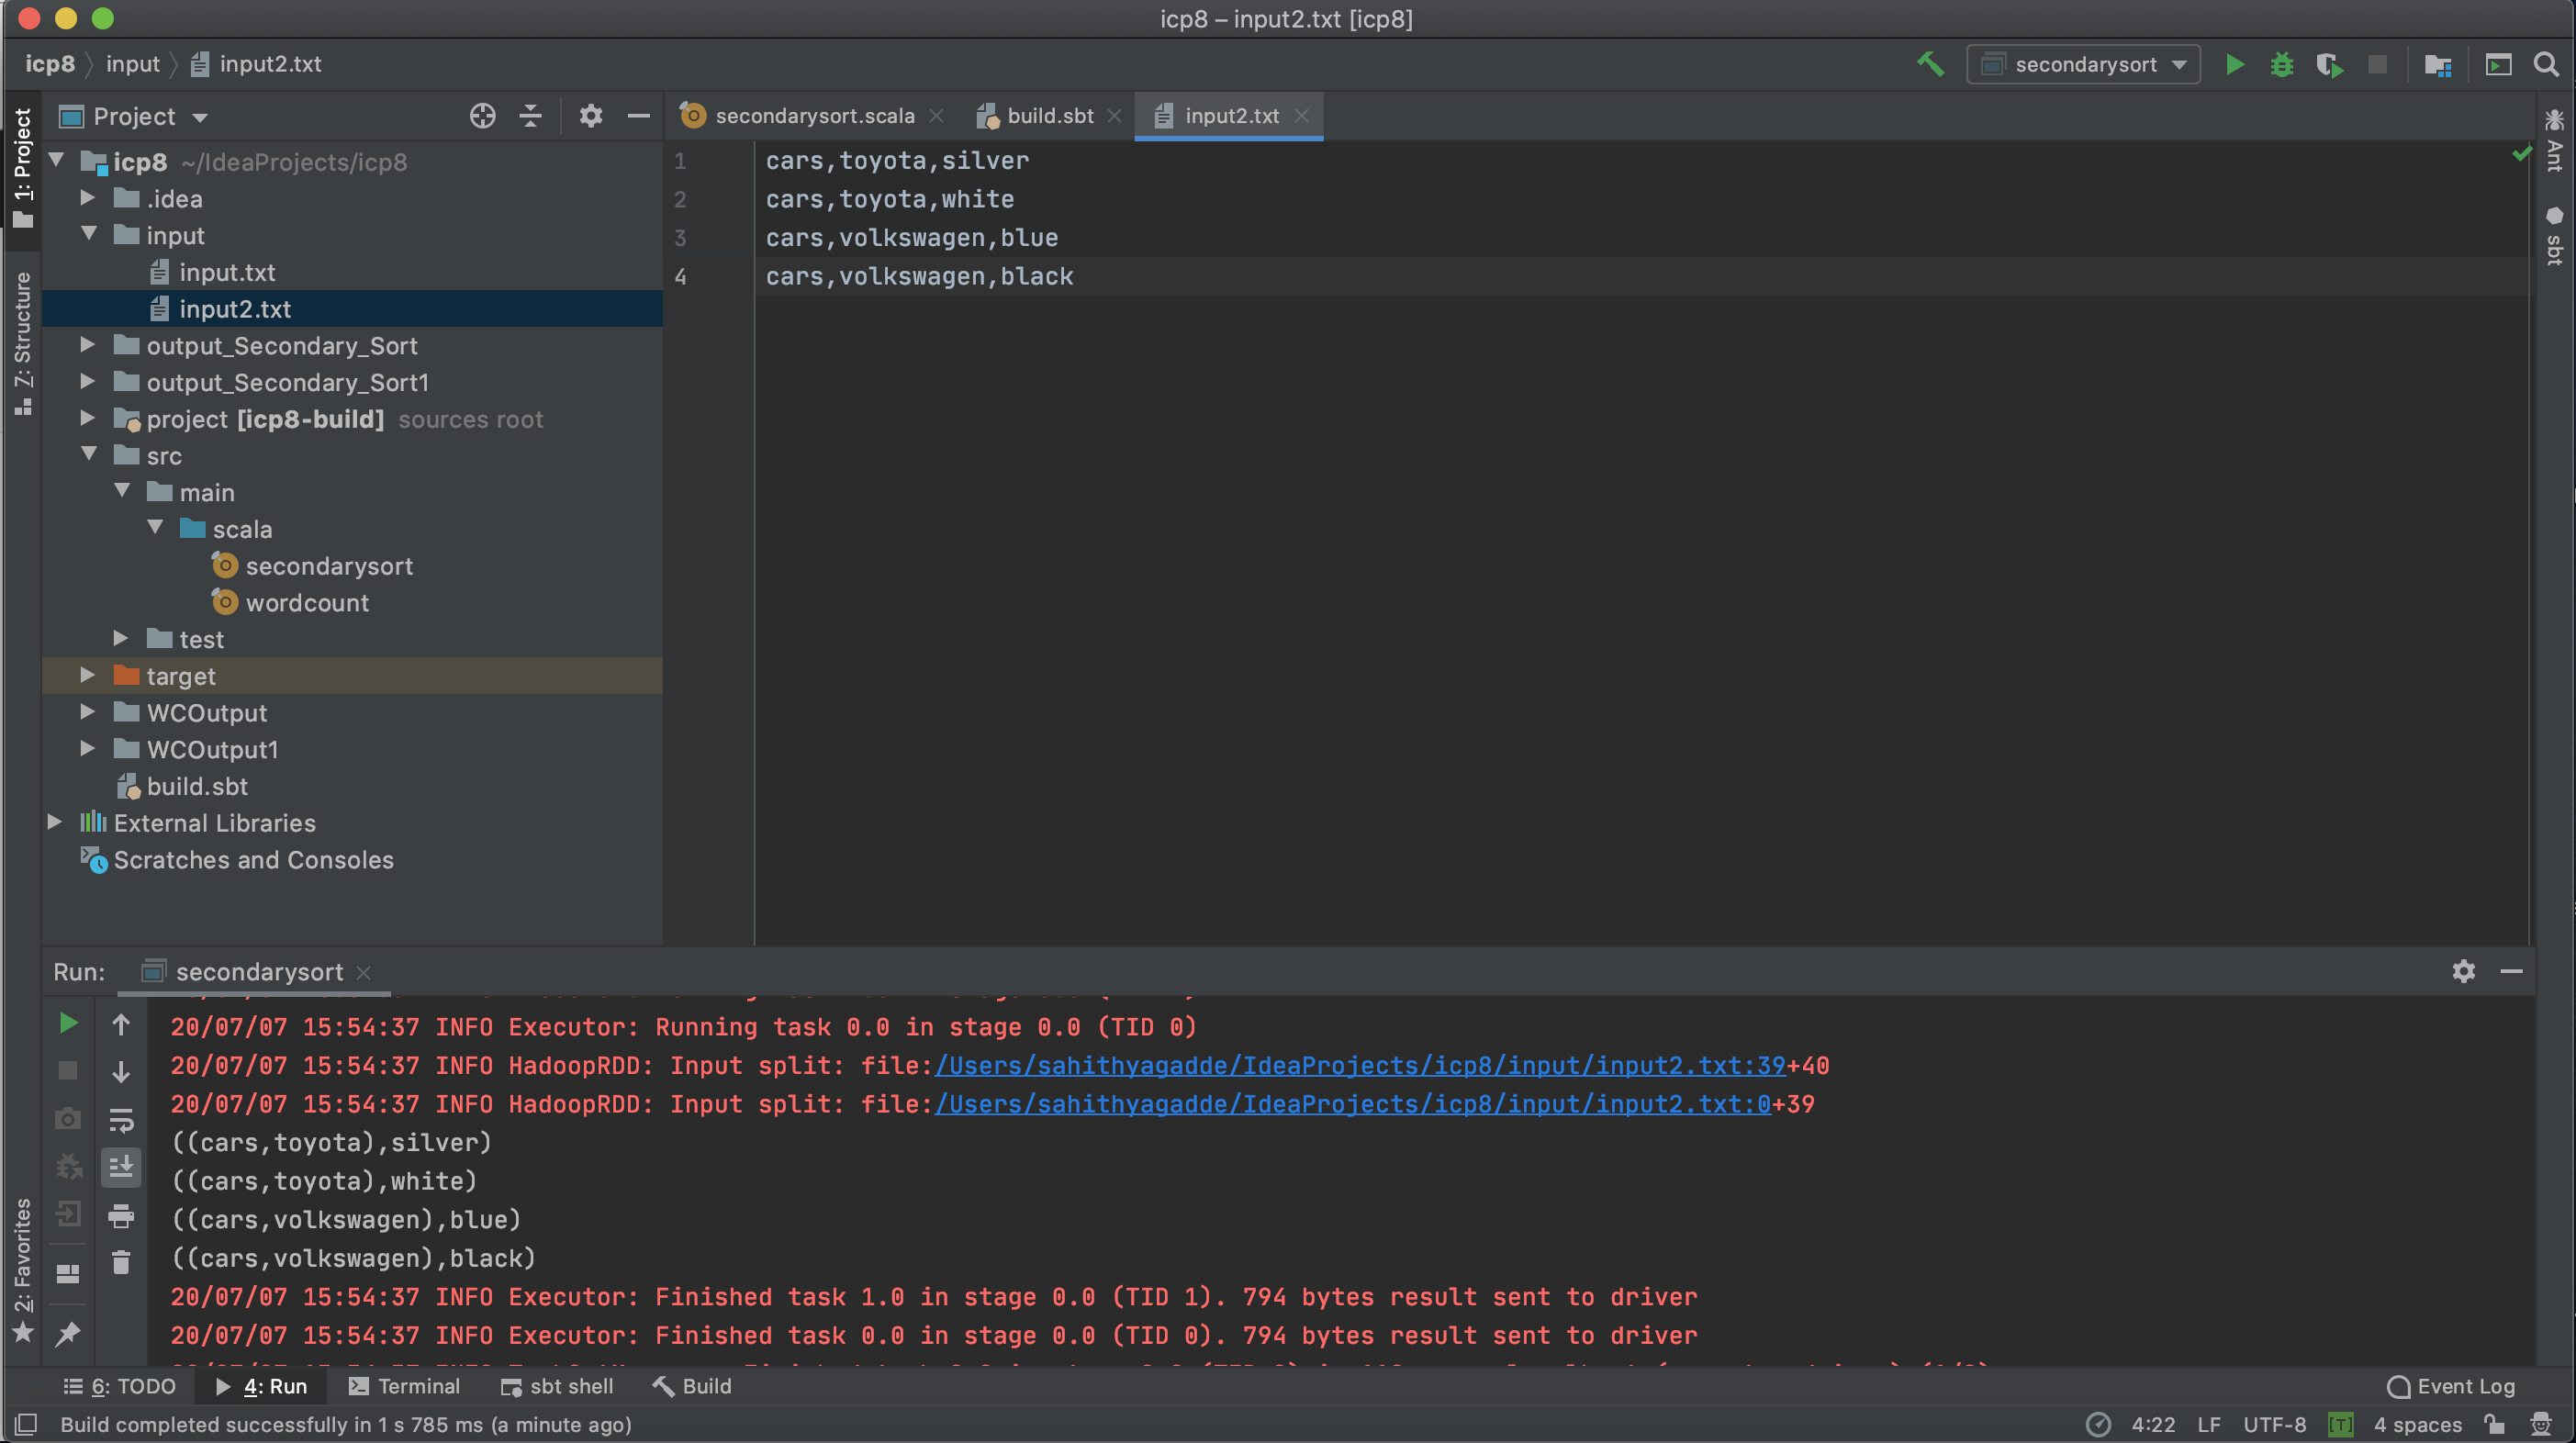 icp8 – input2.txt [icp8]
icp8 input input2.txt
secondarysort
1: Project
Z: Structure
2: Favorites
Project
icp8 ~/IdeaProjects/icp8
.idea
input
input.txt
input2.txt
output_Secondary_Sort
output_Secondary_Sort1
project [icp8-build] sources root
src
main
scala
secondarysort
wordcount
test
target
WCOutput
WCOutput1
build.sbt
External Libraries
Scratches and Consoles
secondarysort.scala build.sbt input2.txt
1 cars,toyota,silver
2 cars,toyota,white
3 cars,volkswagen,blue
4 cars,volkswagen,black
Ant
sbt
Run: secondarysort
20/07/07 15:54:37 INFO Executor: Running task 0.0 in stage 0.0 (TID 0)
20/07/07 15:54:37 INFO HadoopRDD: Input split: file:/Users/sahithyagadde/IdeaProjects/icp8/input/input2.txt:39+40
20/07/07 15:54:37 INFO HadoopRDD: Input split: file:/Users/sahithyagadde/IdeaProjects/icp8/input/input2.txt:0+39
((cars,toyota),silver)
((cars,toyota),white)
((cars,volkswagen),blue)
((cars,volkswagen),black)
20/07/07 15:54:37 INFO Executor: Finished task 1.0 in stage 0.0 (TID 1). 794 bytes result sent to driver
20/07/07 15:54:37 INFO Executor: Finished task 0.0 in stage 0.0 (TID 0). 794 bytes result sent to driver
6: TODO 4: Run Terminal sbt shell Build Event Log
Build completed successfully in 1 s 785 ms (a minute ago) 4:22 LF UTF-8 [T] 4 spaces